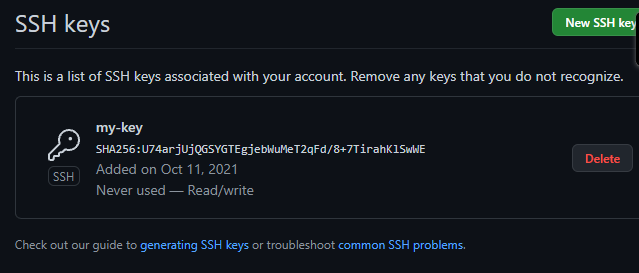 SSH keys
New SSH key
This is a list of SSH keys associated with your account. Remove any keys that you do not recognize.
my-key
SHA256:U74arjUjQGSYGTEgjebWuMeT2qFd/8+7TirahKlSwWE
SSH
Added on Oct 11, 2021
Delete
Never used — Read/write
Check out our guide to generating SSH keys or troubleshoot common SSH problems.